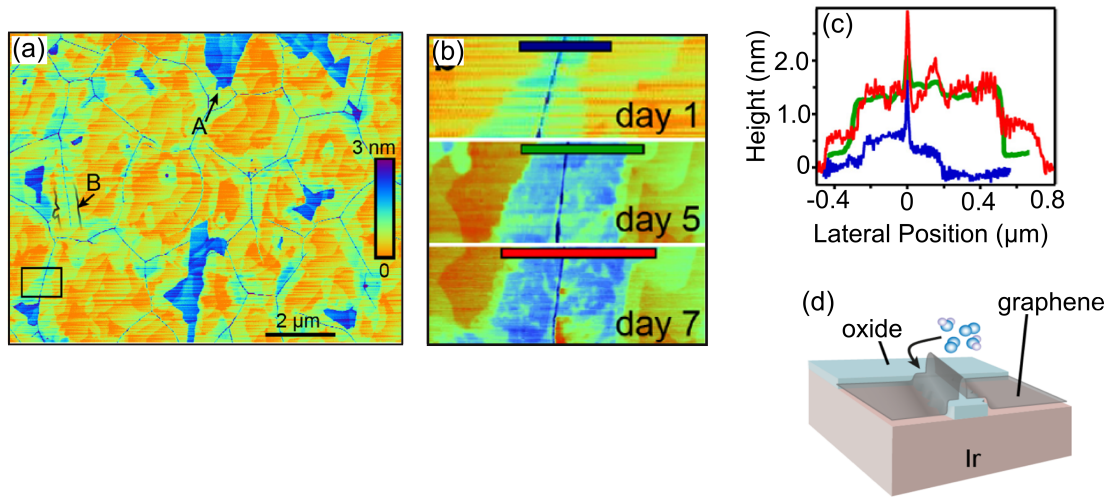 (a)
A
B
3 nm
0
2 µm
(b)
day 1
day 5
day 7
(c)
Height (nm)
2.0
1.0
0
-0.4 0 0.4 0.8
Lateral Position (µm)
(d)
graphene
oxide
Ir